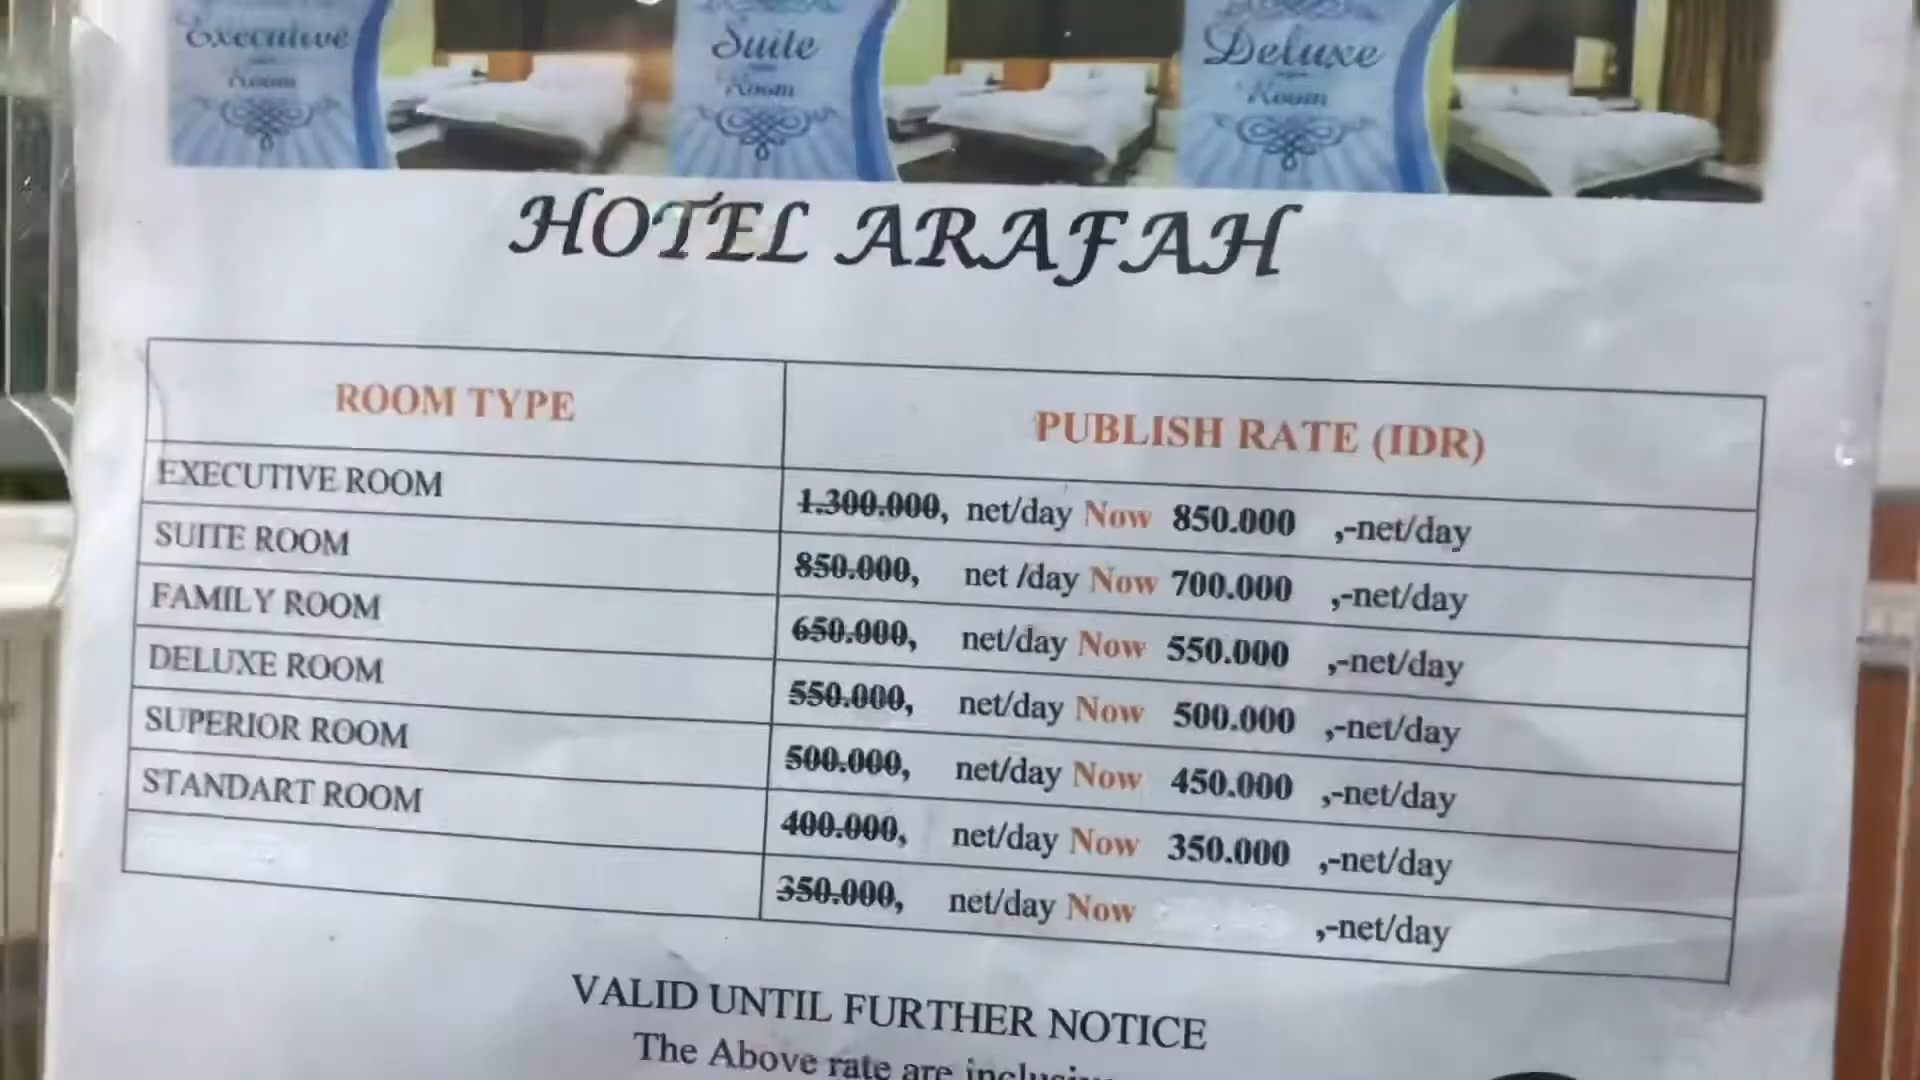 Executive
Room
Suite
Room
Deluxe
Room
HOTEL ARAFAH
ROOM TYPE PUBLISH RATE (IDR)
EXECUTIVE ROOM 1.300.000, net/day Now 850.000 ,-net/day
SUITE ROOM 850.000, net /day Now 700.000 ,-net/day
FAMILY ROOM 650.000, net/day Now 550.000 ,-net/day
DELUXE ROOM 550.000, net/day Now 500.000 ,-net/day
SUPERIOR ROOM 500.000, net/day Now 450.000 ,-net/day
STANDART ROOM 400.000, net/day Now 350.000 ,-net/day
350.000, net/day Now ,-net/day
VALID UNTIL FURTHER NOTICE
The Above rate are